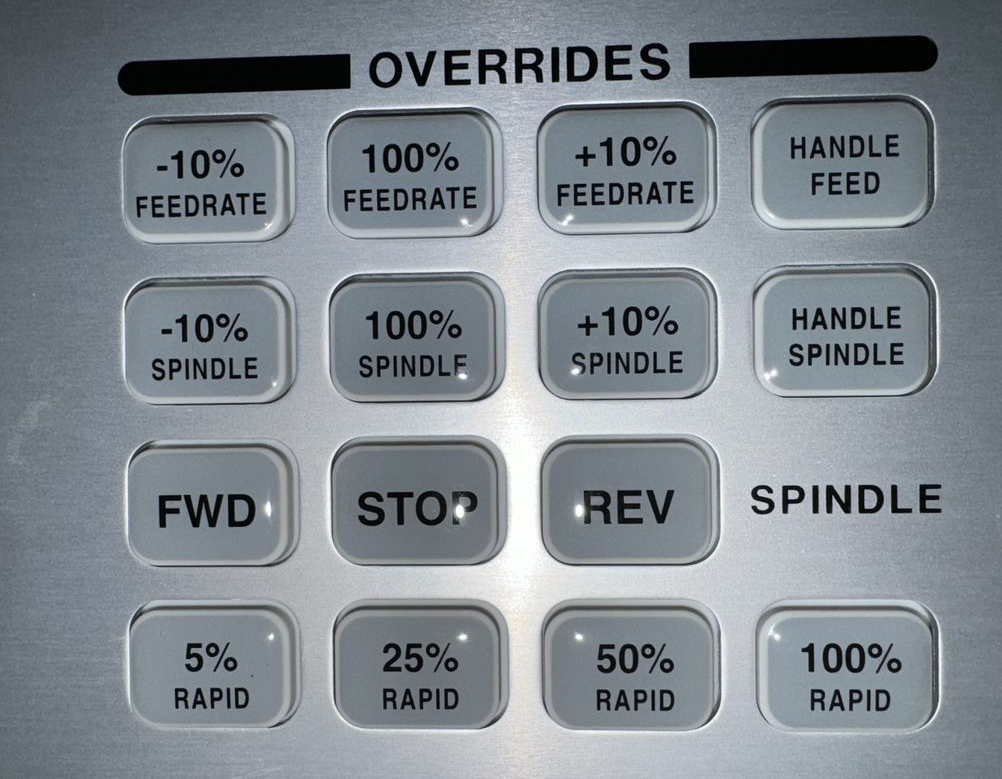 OVERRIDES
-10% 100% +10% HANDLE
FEEDRATE FEEDRATE FEEDRATE FEED
-10% 100% +10% HANDLE
SPINDLE SPINDLE SPINDLE SPINDLE
FWD STOP REV SPINDLE
5% 25% 50% 100%
RAPID RAPID RAPID RAPID